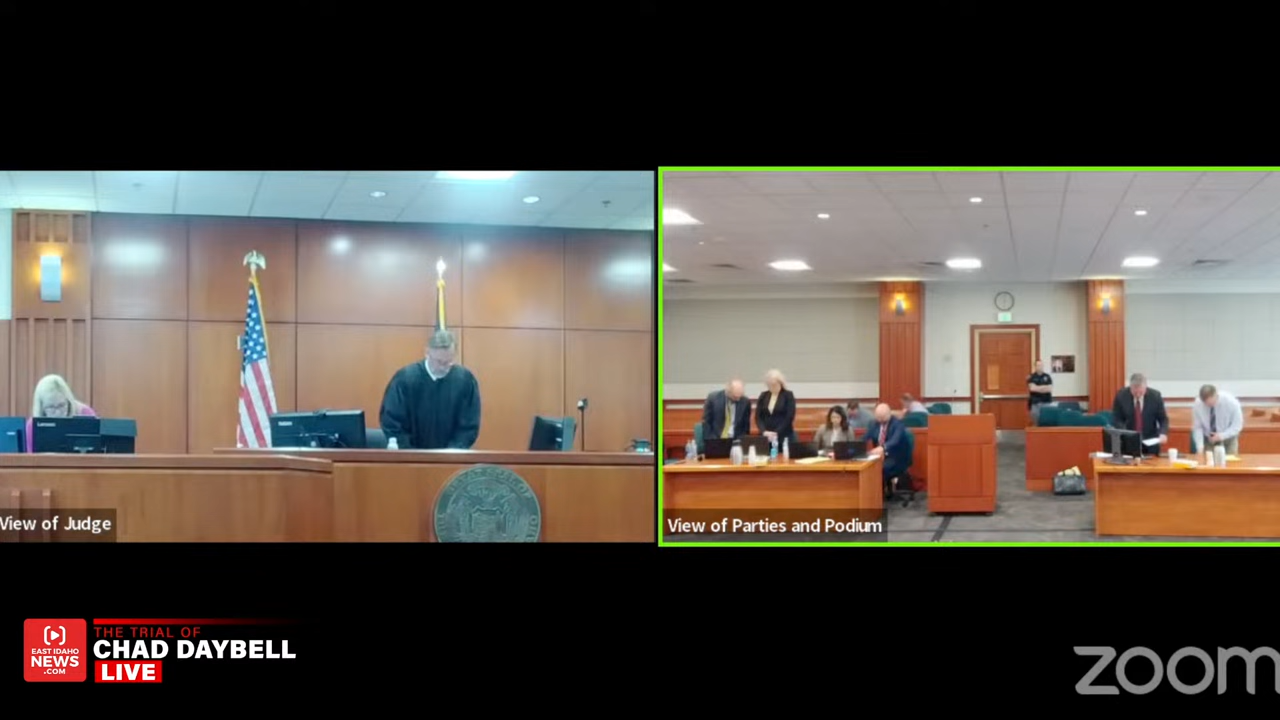 View of Judge
View of Parties and Podium
EAST IDAHO
NEWS
.COM
THE TRIAL OF
CHAD DAYBELL
LIVE
zoom